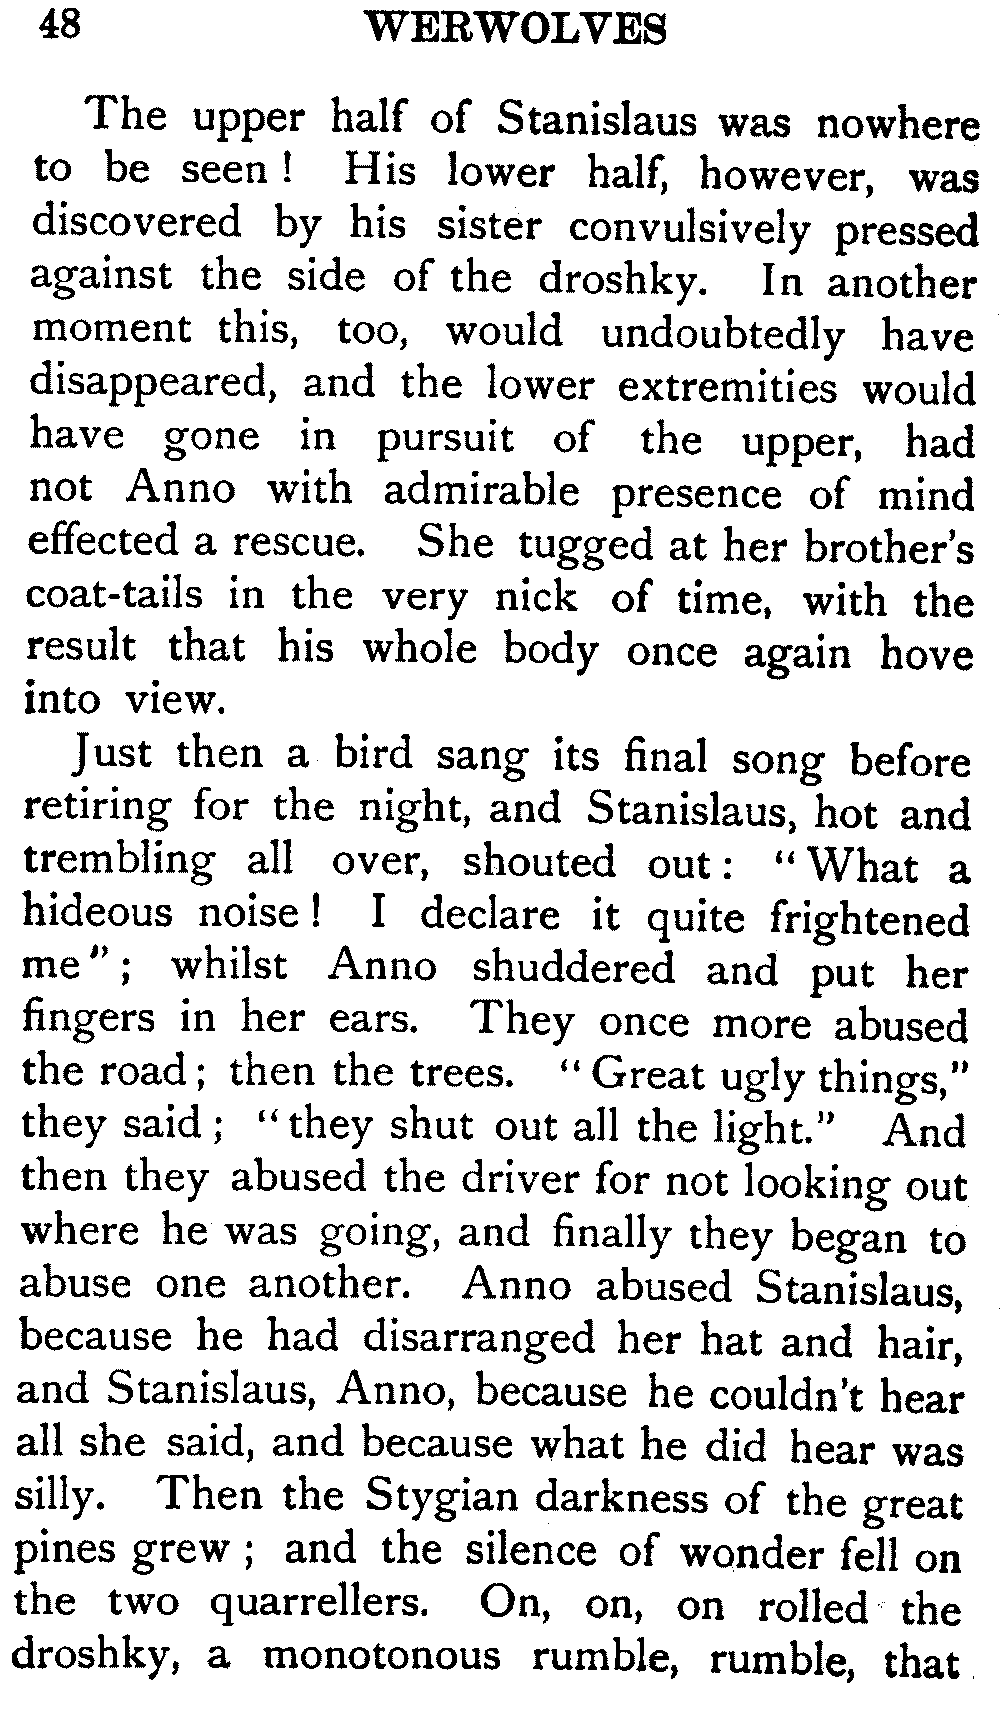 48 WERWOLVES
The upper half of Stanislaus was nowhere
to be seen! His lower half, however, was
discovered by his sister convulsively pressed
against the side of the droshky. In another
moment this, too, would undoubtedly have
disappeared, and the lower extremities would
have gone in pursuit of the upper, had
not Anno with admirable presence of mind
effected a rescue. She tugged at her brother's
coat-tails in the very nick of time, with the
result that his whole body once again hove
into view.
Just then a bird sang its final song before
retiring for the night, and Stanislaus, hot and
trembling all over, shouted out: "What a
hideous noise! I declare it quite frightened
me"; whilst Anno shuddered and put her
fingers in her ears. They once more abused
the road; then the trees. "Great ugly things,"
they said; "they shut out all the light." And
then they abused the driver for not looking out
where he was going, and finally they began to
abuse one another. Anno abused Stanislaus,
because he had disarranged her hat and hair,
and Stanislaus, Anno, because he couldn't hear
all she said, and because what he did hear was
silly. Then the Stygian darkness of the great
pines grew; and the silence of wonder fell on
the two quarrellers. On, on, on rolled the
droshky, a monotonous rumble, rumble, that